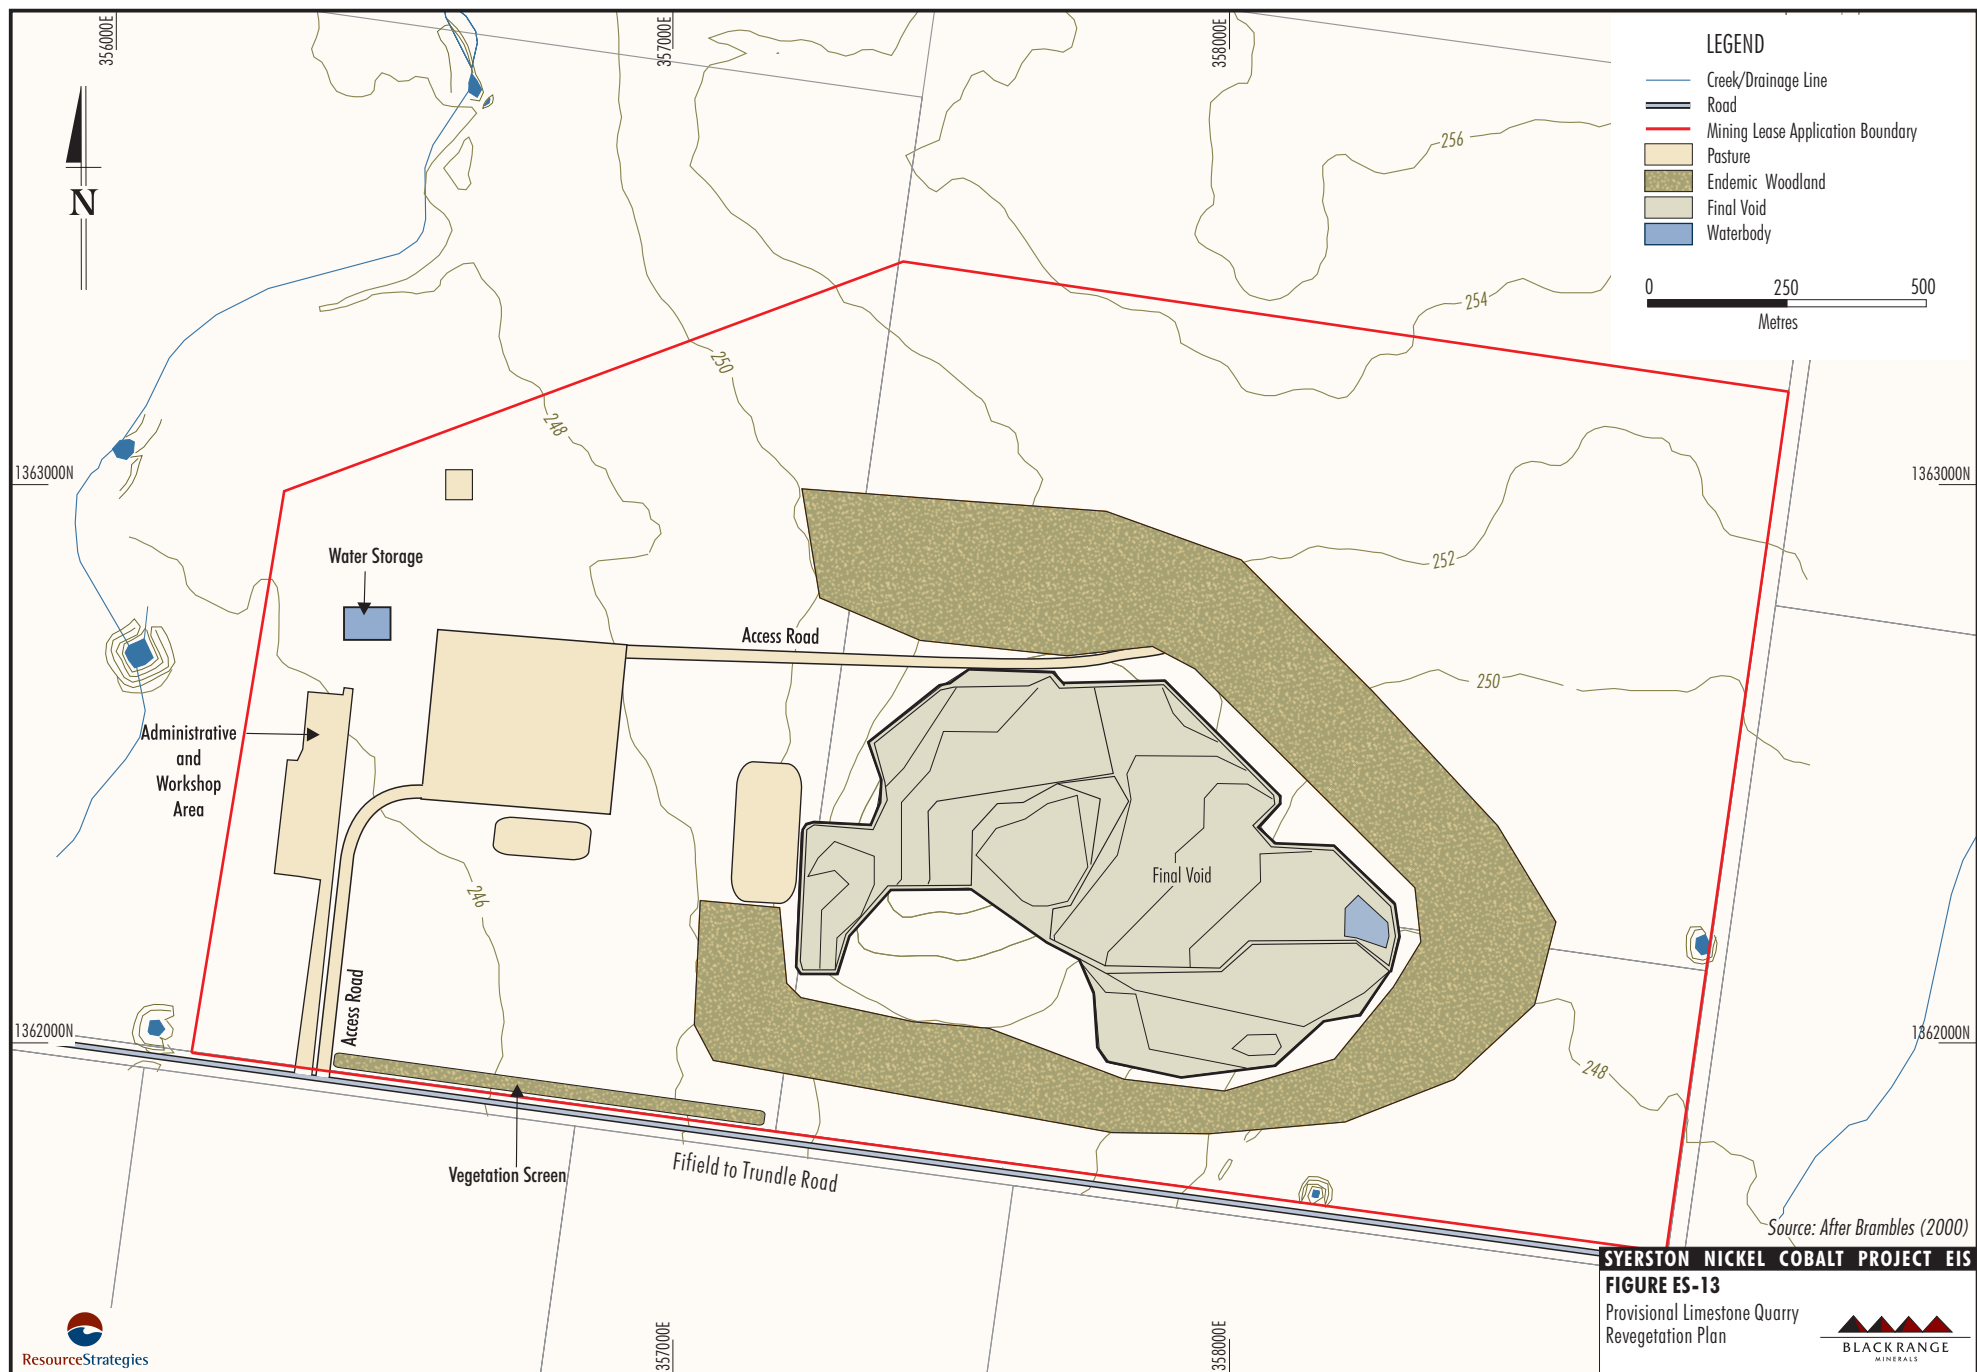 356000E
357000E
358000E
LEGEND
Creek/Drainage Line
Road
Mining Lease Application Boundary
Pasture
Endemic Woodland
Final Void
Waterbody
0 250 500
Metres
N
256
254
250
248
1363000N
1363000N
252
Water Storage
Access Road
250
Administrative
and
Workshop
Area
Final Void
246
Access Road
1362000N
1362000N
248
Vegetation Screen
Fifield to Trundle Road
Source: After Brambles (2000)
SYERSTON NICKEL COBALT PROJECT EIS
FIGURE ES-13
Provisional Limestone Quarry
Revegetation Plan
BLACK RANGE
MINERALS
ResourceStrategies
357000E
358000E